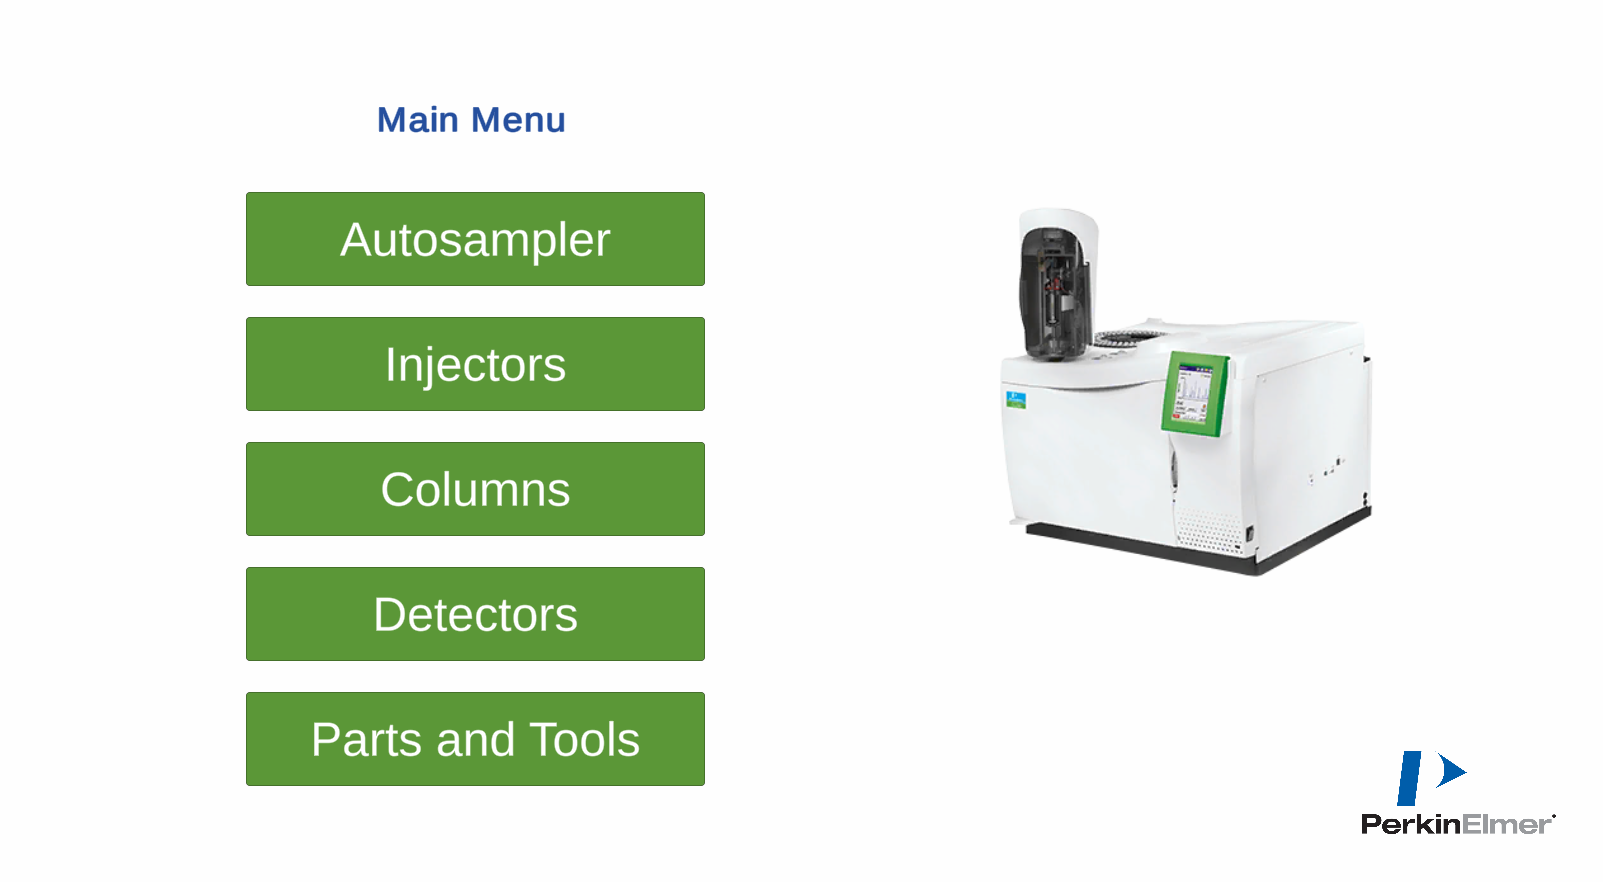 Main Menu
Autosampler
Injectors
Columns
Detectors
Parts and Tools
PerkinElmer